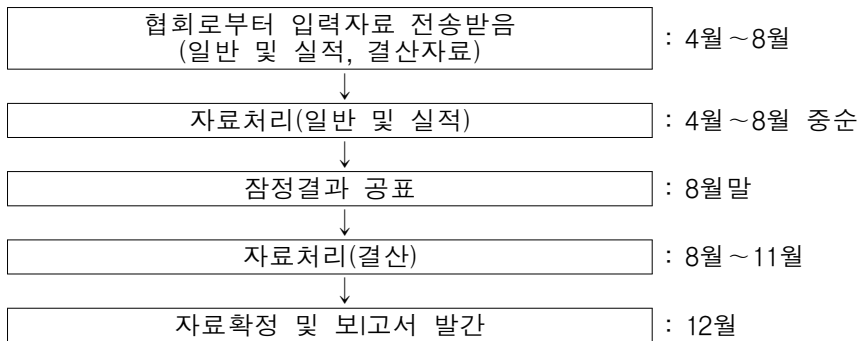 협회로부터 입력자료 전송받음
(일반 및 실적, 결산자료)
: 4월～8월
↓
자료처리(일반 및 실적)
: 4월～8월 중순
↓
잠정결과 공표
: 8월말
↓
자료처리(결산)
: 8월～11월
↓
자료확정 및 보고서 발간
: 12월